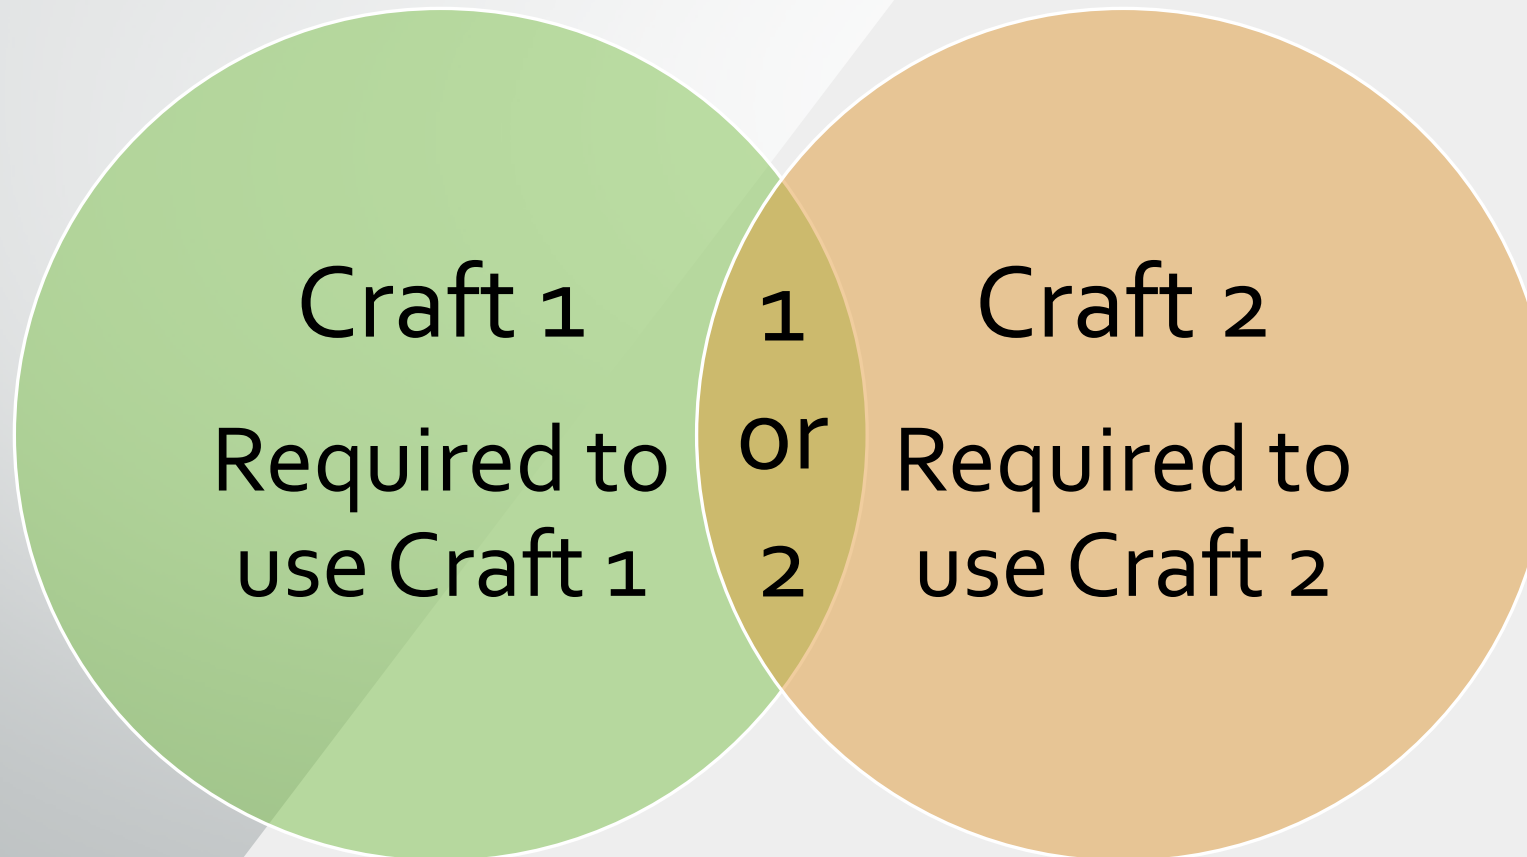 Craft 1
Required to
use Craft 1
1
or
2
Craft 2
Required to
use Craft 2